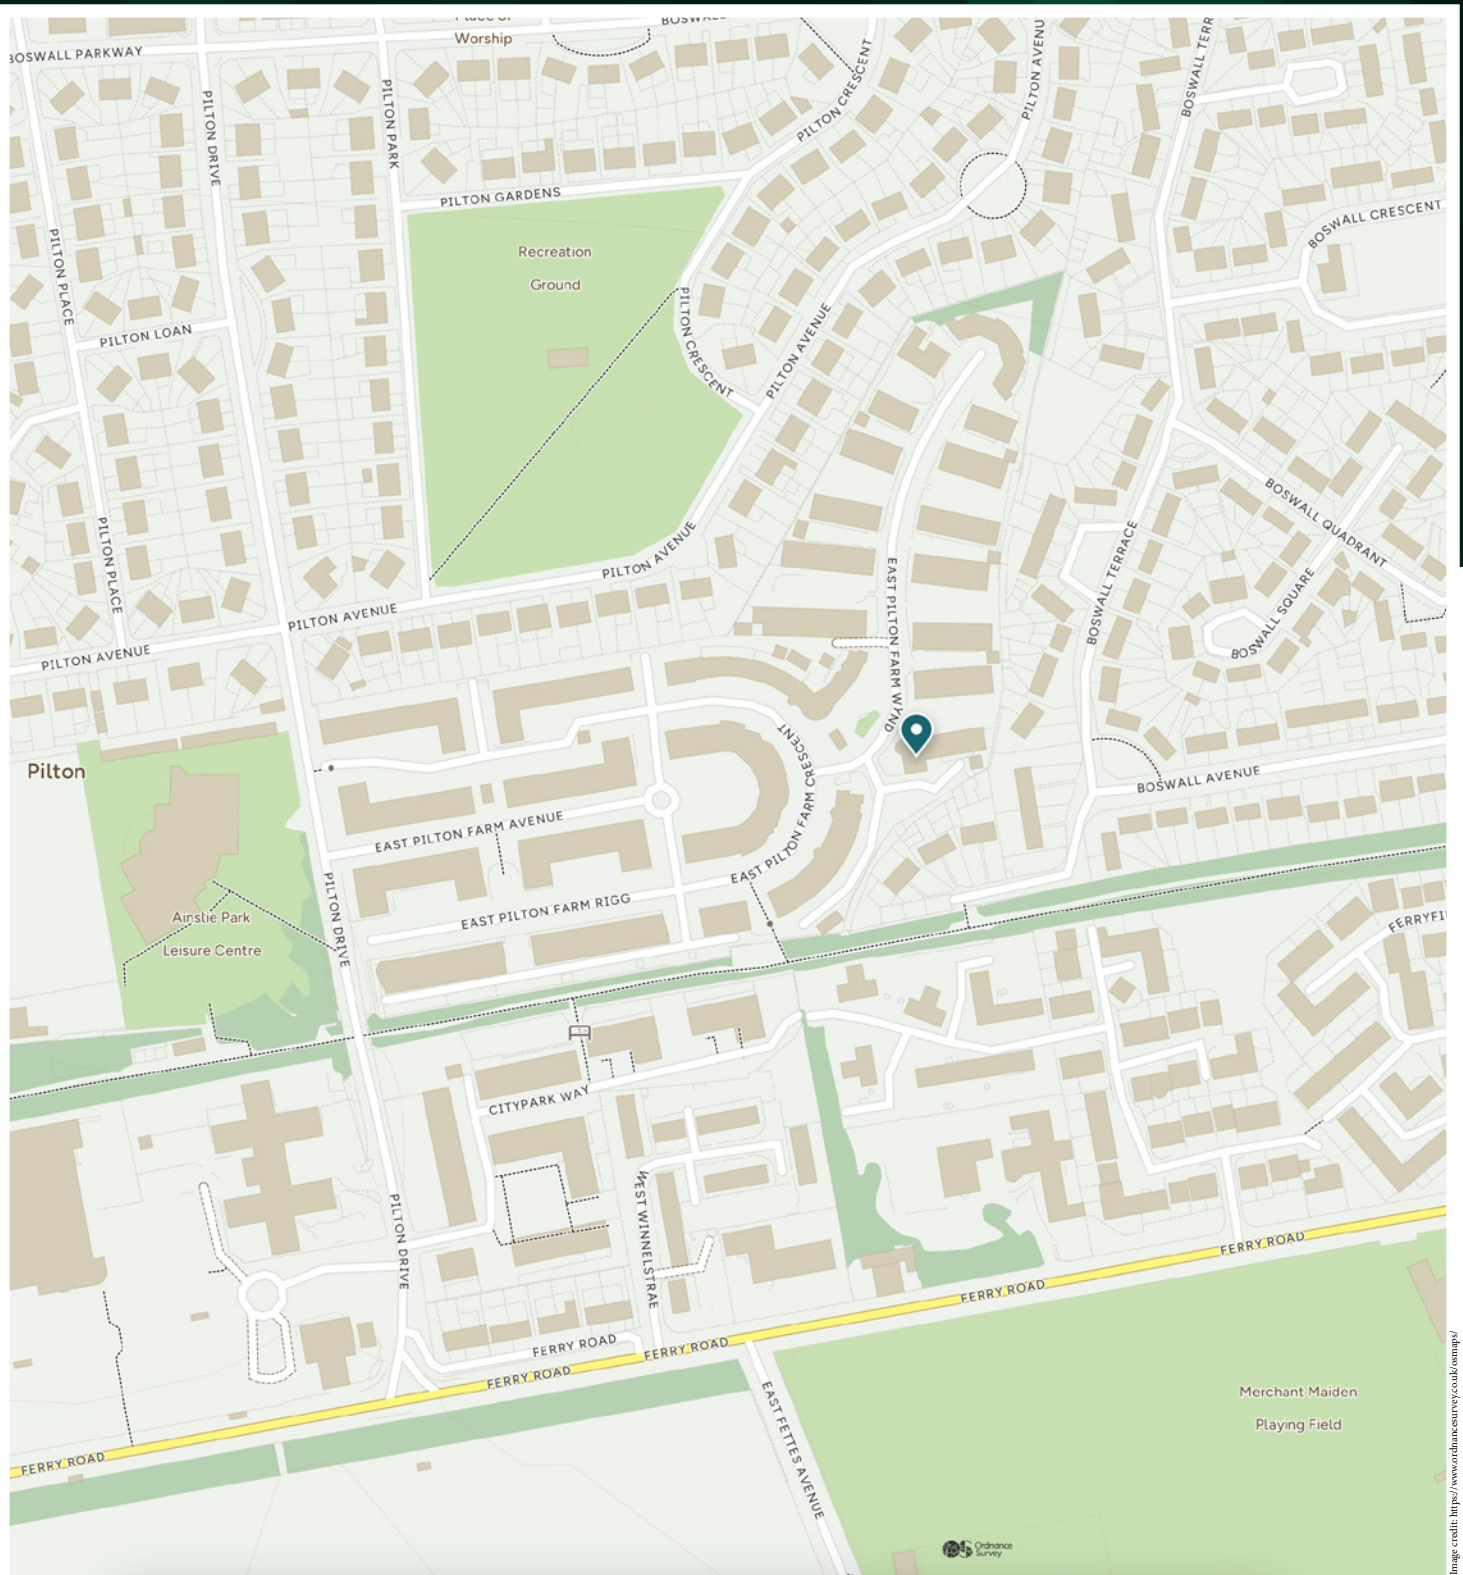 Worship
BOSWALL PARKWAY
PILTON DRIVE
PILTON PARK
PILTON CRESCENT
PILTON AVENU
BOSWALL TERR
PILTON GARDENS
BOSWALL CRESCENT
Recreation
Ground
PILTON PLACE
PILTON LOAN
PILTON CRESCENT
PILTON AVENUE
BOSWALL QUADRANT
PILTON PLACE
PILTON AVENUE
EAST PILTON FARM WYND
BOSWALL TERRACE
BOSWALL SQUARE
PILTON AVENUE
PILTON AVENUE
Pilton
EAST PILTON FARM CRESCENT
BOSWALL AVENUE
EAST PILTON FARM AVENUE
PILTON DRIVE
EAST PILTON FARM RIGG
Ainslie Park
Leisure Centre
FERRYFI
CITYPARK WAY
PILTON DRIVE
WEST WINNELSTRAE
FERRY ROAD
FERRY ROAD
FERRY ROAD
FERRY ROAD
FERRY ROAD
FERRY ROAD
EAST FETTES AVENUE
Merchant Maiden
Playing Field
Ordnance
Survey
Image credit: https://www.ordnancesurvey.co.uk/osmaps/